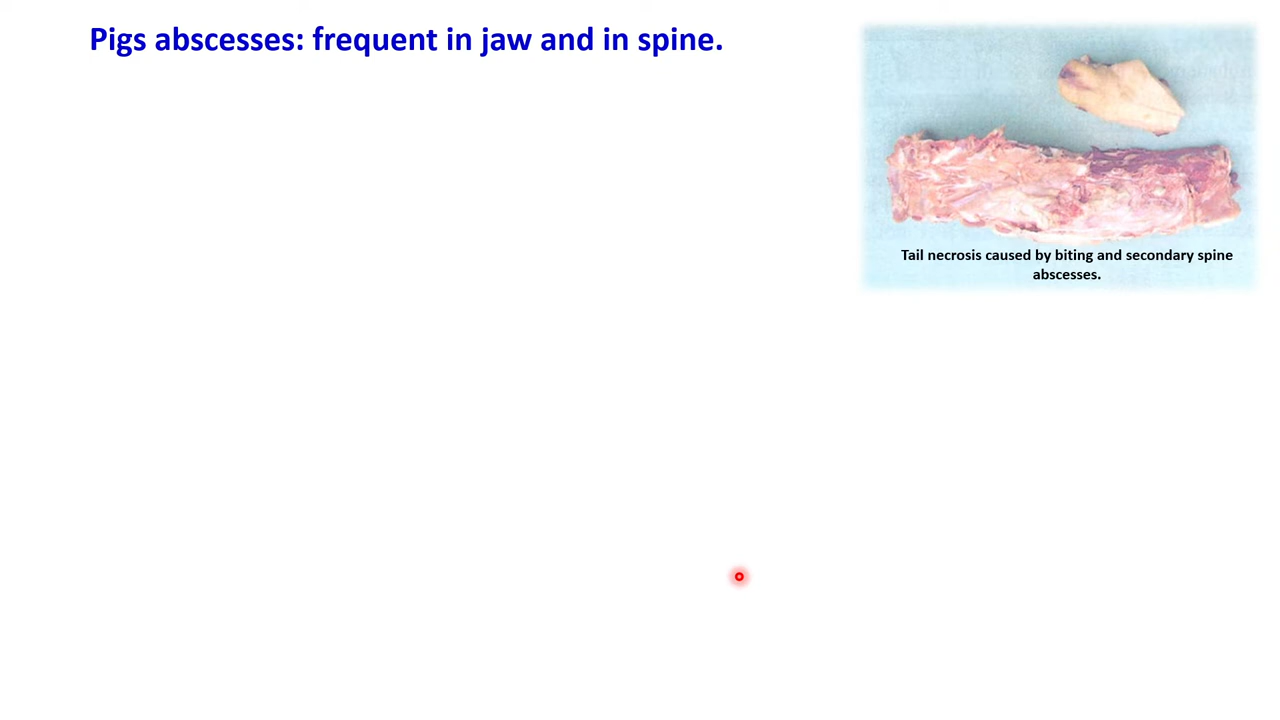 Pigs abscesses: frequent in jaw and in spine.
Tail necrosis caused by biting and secondary spine
abscesses.